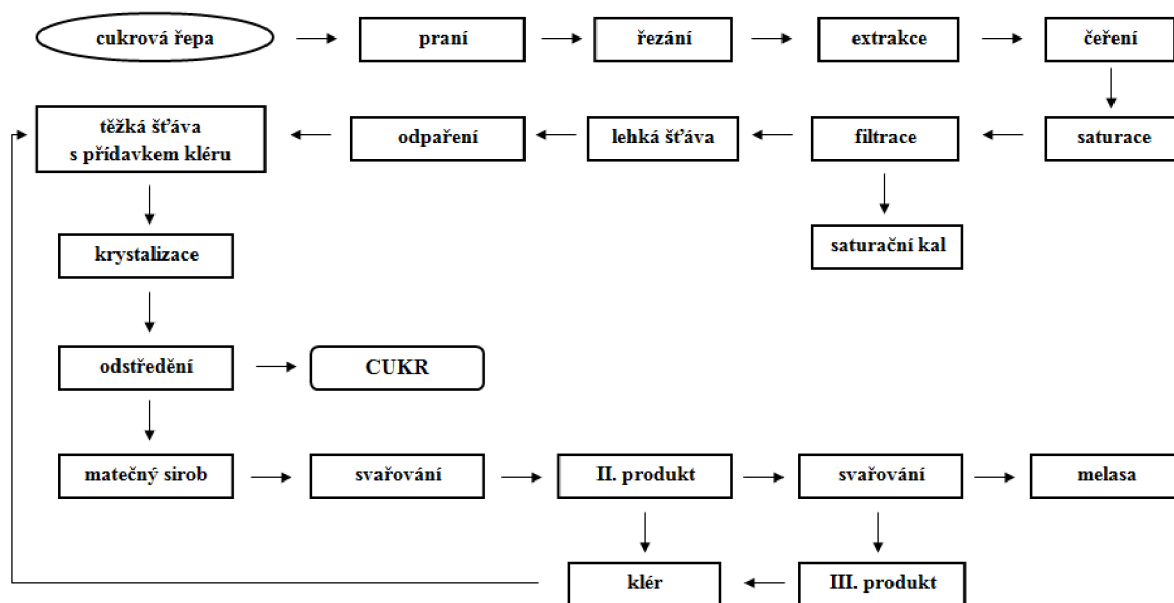 cukrová řepa
praní
řezání
extrakce
čeření
těžká šťáva
s přídavkem kléru
odpaření
lehká šťáva
filtrace
saturace
saturační kal
krystalizace
odstředění
CUKR
matečný sirob
svařování
II. produkt
svařování
melasa
klér
III. produkt